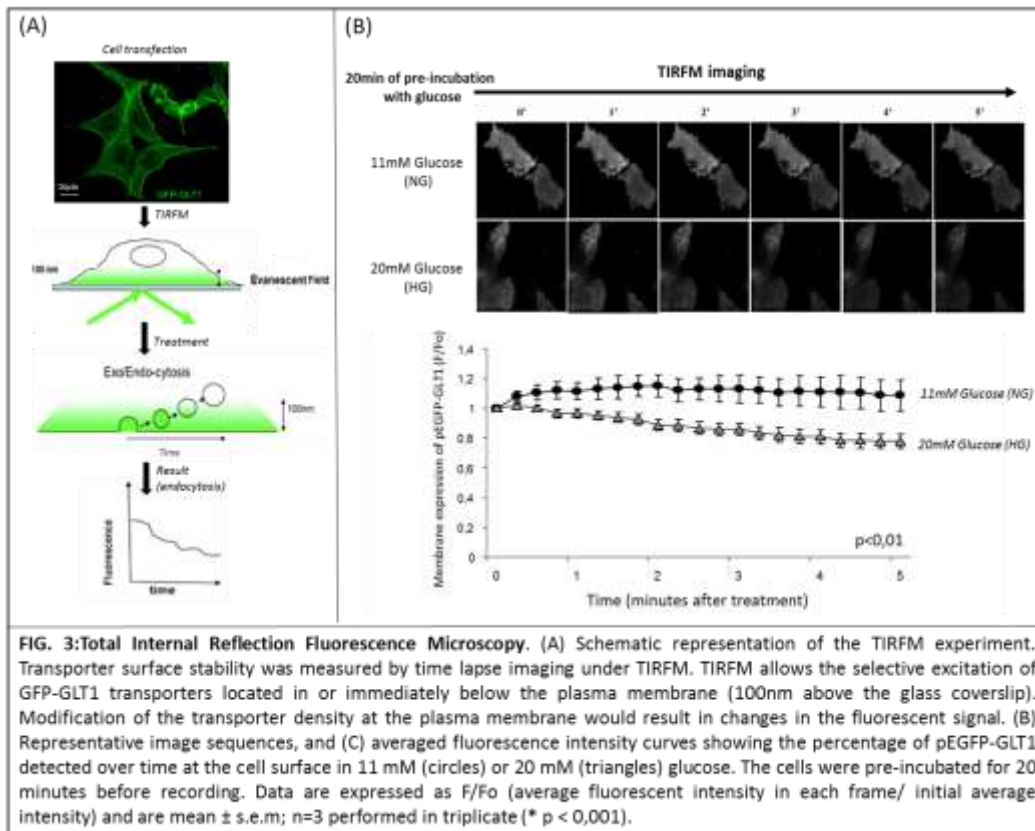 (A)
Cell transfection
GFP-GLT1
TIRFM
100 nm
Evanescent Field
Treatment
Exo/Endo-cytosis
100nm
Time
Result
(endocytosis)
Fluorescence
time
(B)
20min of pre-incubation
with glucose
TIRFM imaging
0' 1' 2' 3' 4' 5'
11mM Glucose
(NG)
20mM Glucose
(HG)
Membrane expression of pEGFP-GLT1 (F/Fo)
1,4
1,2
1
0,8
0,6
0,4
0,2
0
11mM Glucose (NG)
20mM Glucose (HG)
p<0,01
0 1 2 3 4 5
Time (minutes after treatment)
FIG. 3:Total Internal Reflection Fluorescence Microscopy. (A) Schematic representation of the TIRFM experiment.
Transporter surface stability was measured by time lapse imaging under TIRFM. TIRFM allows the selective excitation of
GFP-GLT1 transporters located in or immediately below the plasma membrane (100nm above the glass coverslip).
Modification of the transporter density at the plasma membrane would result in changes in the fluorescent signal. (B)
Representative image sequences, and (C) averaged fluorescence intensity curves showing the percentage of pEGFP-GLT1
detected over time at the cell surface in 11 mM (circles) or 20 mM (triangles) glucose. The cells were pre-incubated for 20
minutes before recording. Data are expressed as F/Fo (average fluorescent intensity in each frame/ initial average
intensity) and are mean ± s.e.m; n=3 performed in triplicate (* p < 0,001).